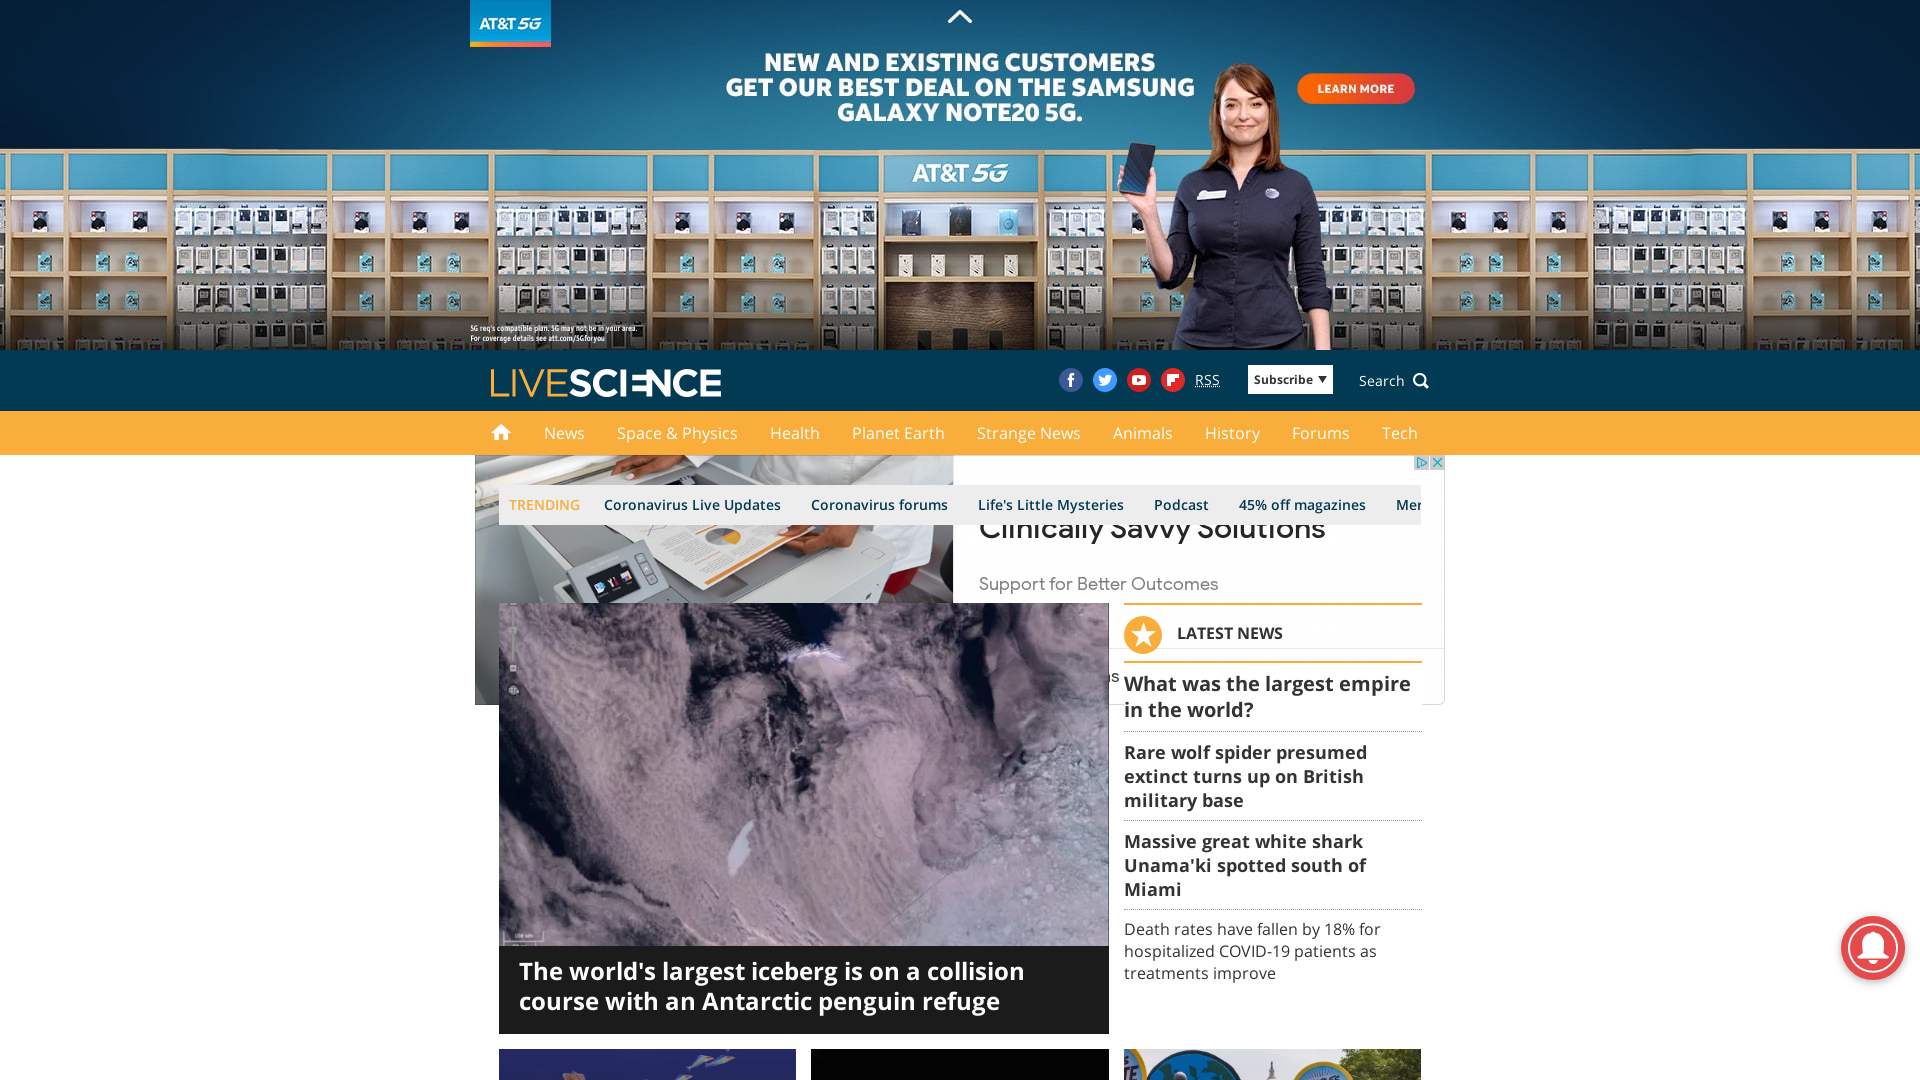 AT&T 5G
NEW AND EXISTING CUSTOMERS
GET OUR BEST DEAL ON THE SAMSUNG
GALAXY NOTE20 5G.
LEARN MORE
AT&T 5G
5G req's compatible plan. 5G may not be in your area.
For coverage details see att.com/5Gforyou
LIVESCIENCE
RSS
Subscribe
Search
News Space & Physics Health Planet Earth Strange News Animals History Forums Tech
TRENDING Coronavirus Live Updates Coronavirus forums Life's Little Mysteries Podcast 45% off magazines Mer
Clinically Savvy Solutions
Support for Better Outcomes
LATEST NEWS
What was the largest empire
in the world?
Rare wolf spider presumed
extinct turns up on British
military base
Massive great white shark
Unama'ki spotted south of
Miami
Death rates have fallen by 18% for
hospitalized COVID-19 patients as
treatments improve
The world's largest iceberg is on a collision
course with an Antarctic penguin refuge